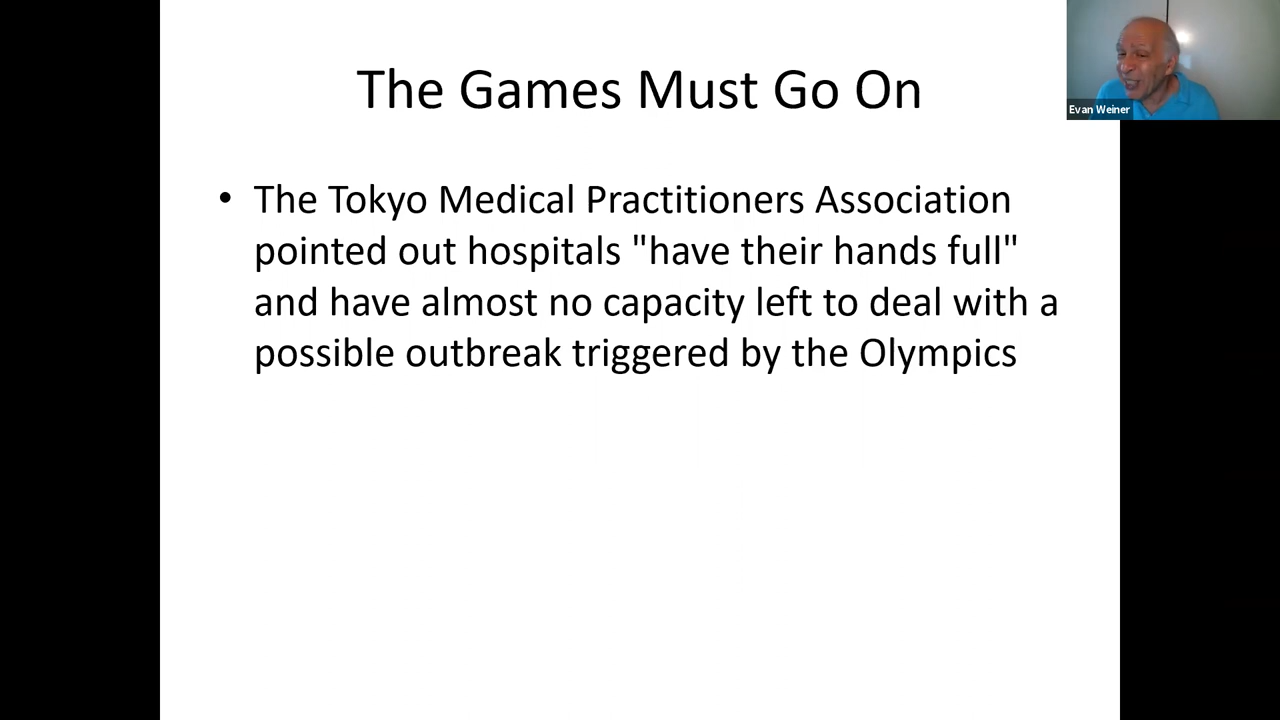 The Games Must Go On
Evan Weiner
• The Tokyo Medical Practitioners Association
pointed out hospitals "have their hands full"
and have almost no capacity left to deal with a
possible outbreak triggered by the Olympics